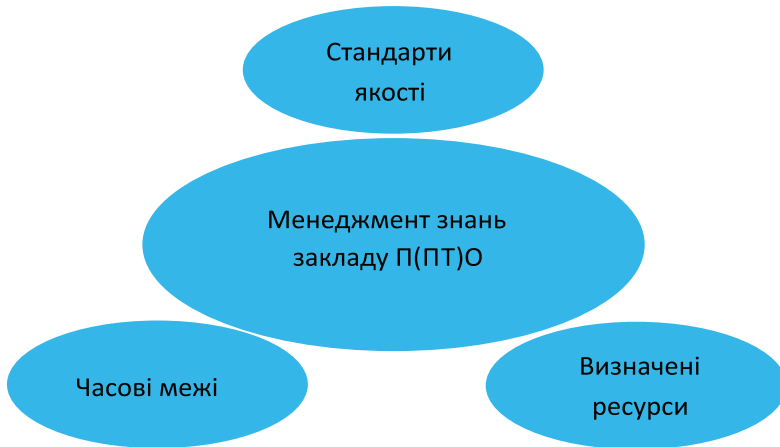 Стандарти
якості
Менеджмент знань
закладу П(ПТ)О
Часові межі
Визначені
ресурси